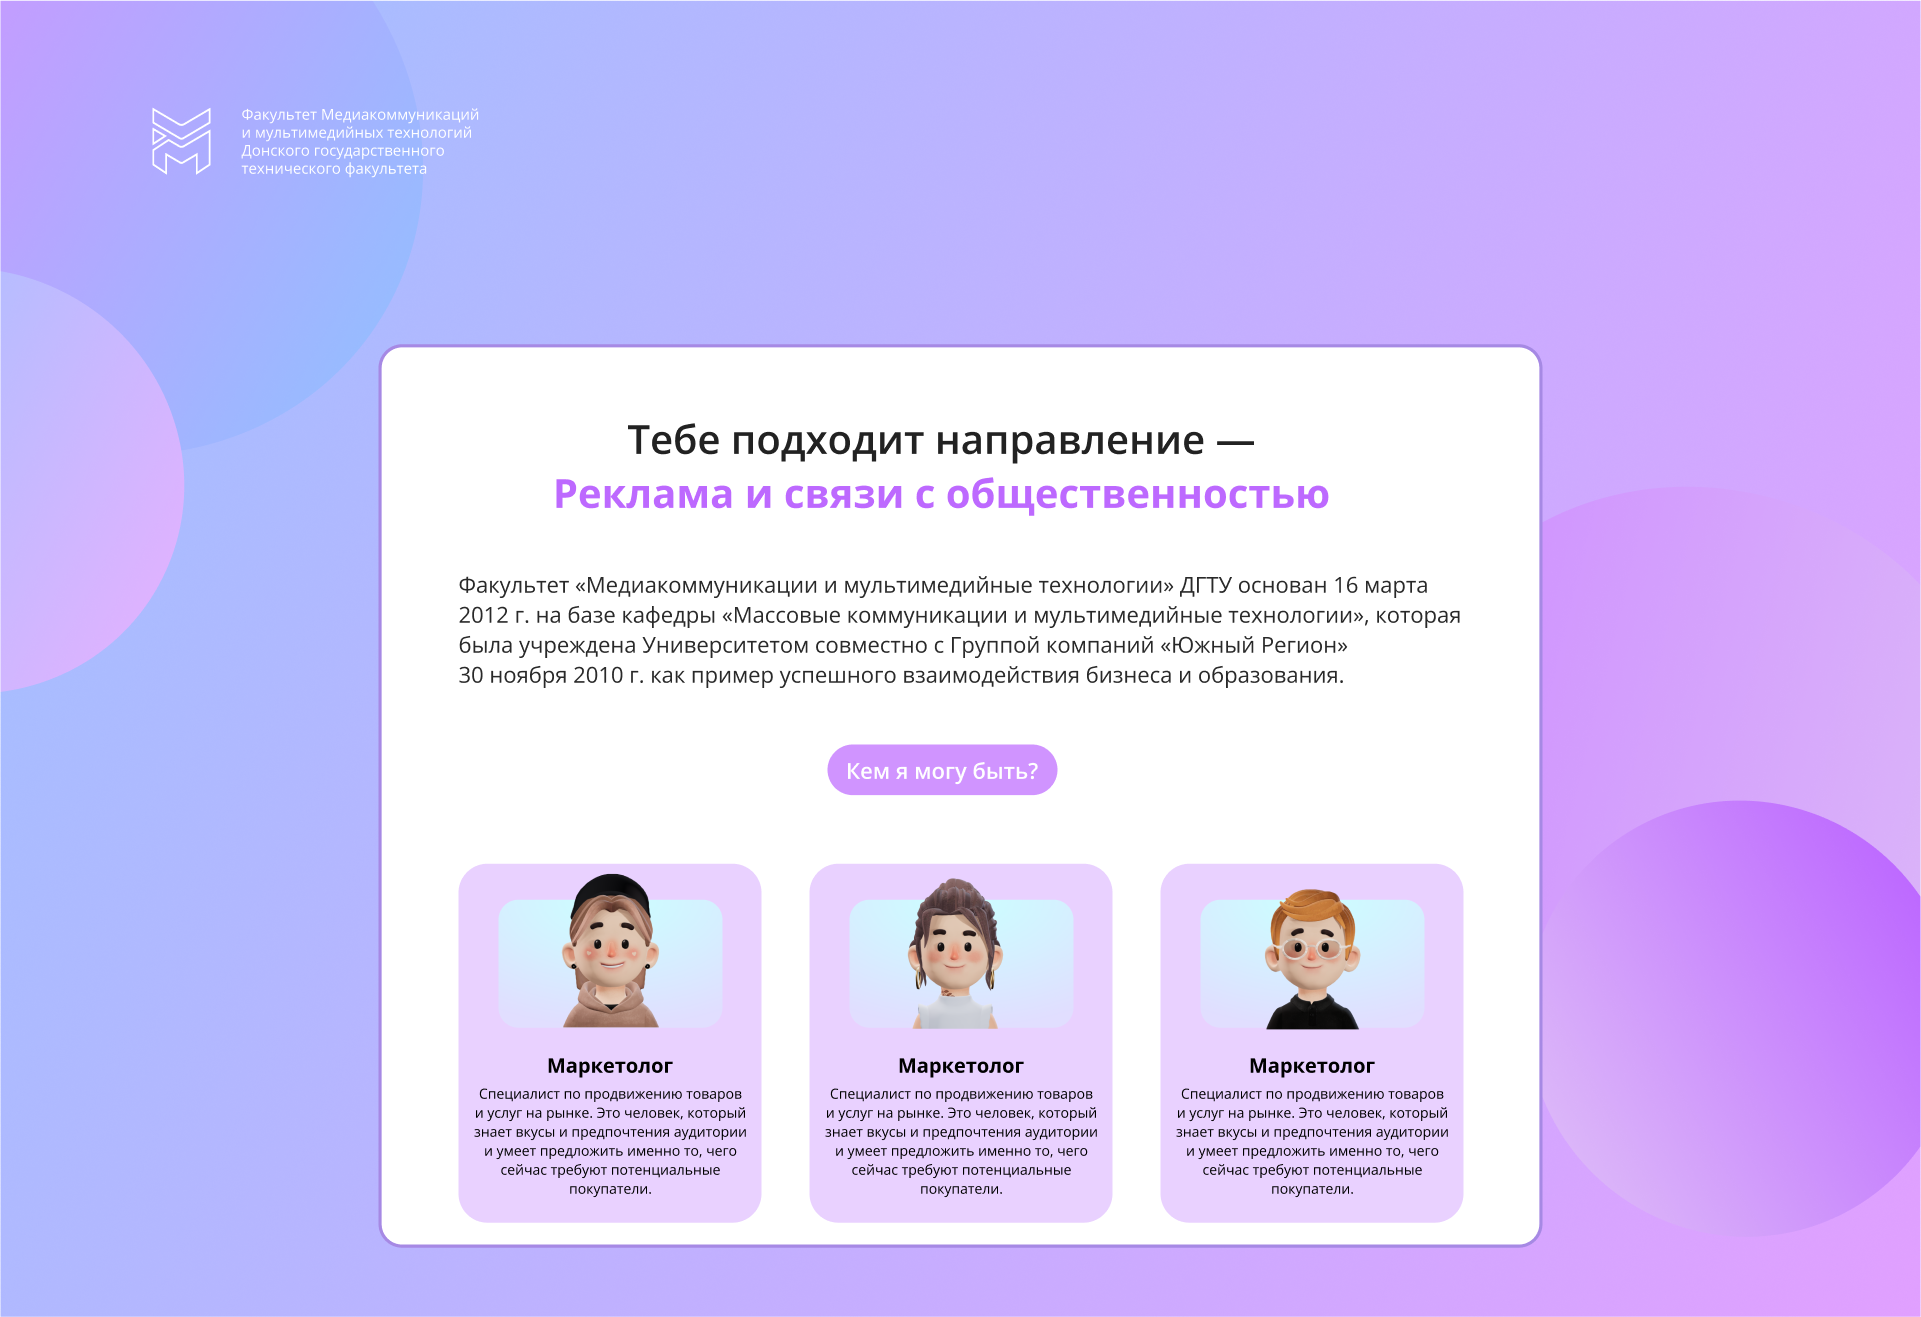 Факультет Медиакоммуникаций
и мультимедийных технологий
Донского государственного
технического факультета
Тебе подходит направление —
Реклама и связи с общественностью
Факультет «Медиакоммуникации и мультимедийные технологии» ДГТУ основан 16 марта
2012 г. на базе кафедры «Массовые коммуникации и мультимедийные технологии», которая
была учреждена Университетом совместно с Группой компаний «Южный Регион»
30 ноября 2010 г. как пример успешного взаимодействия бизнеса и образования.
Кем я могу быть?
Маркетолог
Специалист по продвижению товаров
и услуг на рынке. Это человек, который
знает вкусы и предпочтения аудитории
и умеет предложить именно то, чего
сейчас требуют потенциальные
покупатели.
Маркетолог
Специалист по продвижению товаров
и услуг на рынке. Это человек, который
знает вкусы и предпочтения аудитории
и умеет предложить именно то, чего
сейчас требуют потенциальные
покупатели.
Маркетолог
Специалист по продвижению товаров
и услуг на рынке. Это человек, который
знает вкусы и предпочтения аудитории
и умеет предложить именно то, чего
сейчас требуют потенциальные
покупатели.